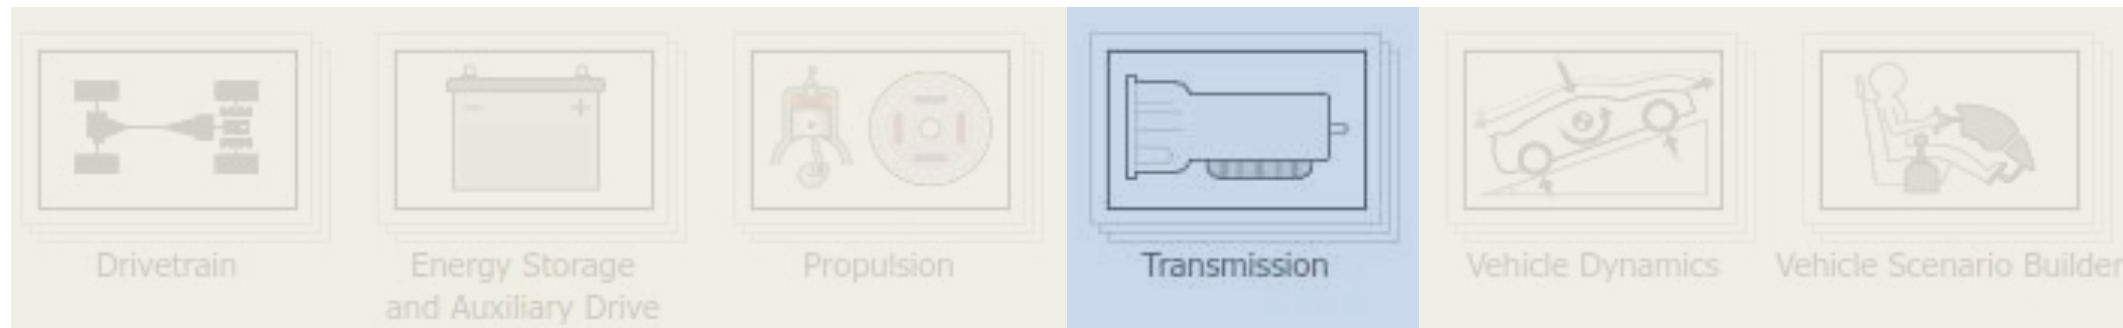 Drivetrain
Energy Storage
and Auxiliary Drive
Propulsion
Transmission
Vehicle Dynamics
Vehicle Scenario Builder